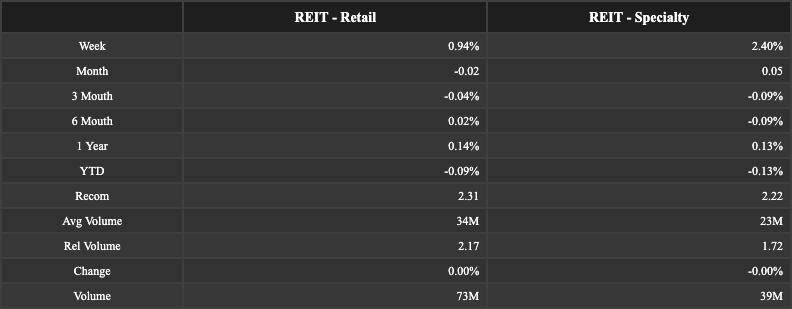 REIT - Retail REIT - Specialty
Week 0.94% 2.40%
Month -0.02 0.05
3 Mouth -0.04% -0.09%
6 Mouth 0.02% -0.09%
1 Year 0.14% 0.13%
YTD -0.09% -0.13%
Recom 2.31 2.22
Avg Volume 34M 23M
Rel Volume 2.17 1.72
Change 0.00% -0.00%
Volume 73M 39M